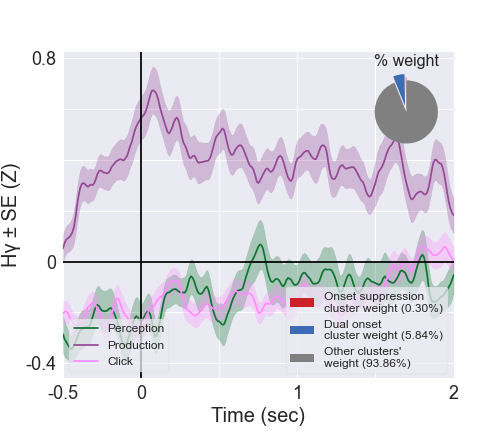 % weight
0.8
0
-0.4
Hγ ± SE (Z)
Perception
Production
Click
Onset suppression
cluster weight (0.30%)
Dual onset
cluster weight (5.84%)
Other clusters'
weight (93.86%)
-0.5
0
1
2
Time (sec)